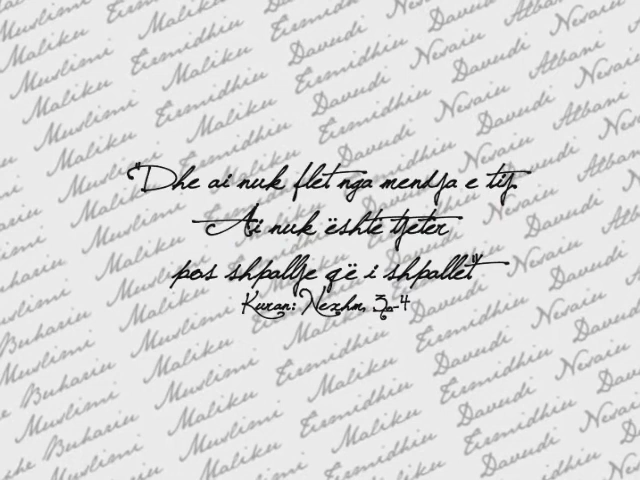 "Dhe ai nuk flet nga mendja e tij.
Ai nuk është tjetër
pos shpallje që i shpallet"
Kuran: Nexhm, 3-4
Muslimi Maliku Tirmidhiu Davudi Nesaiu Albani
Buhariu Muslimi Maliku Tirmidhiu Davudi Nesaiu